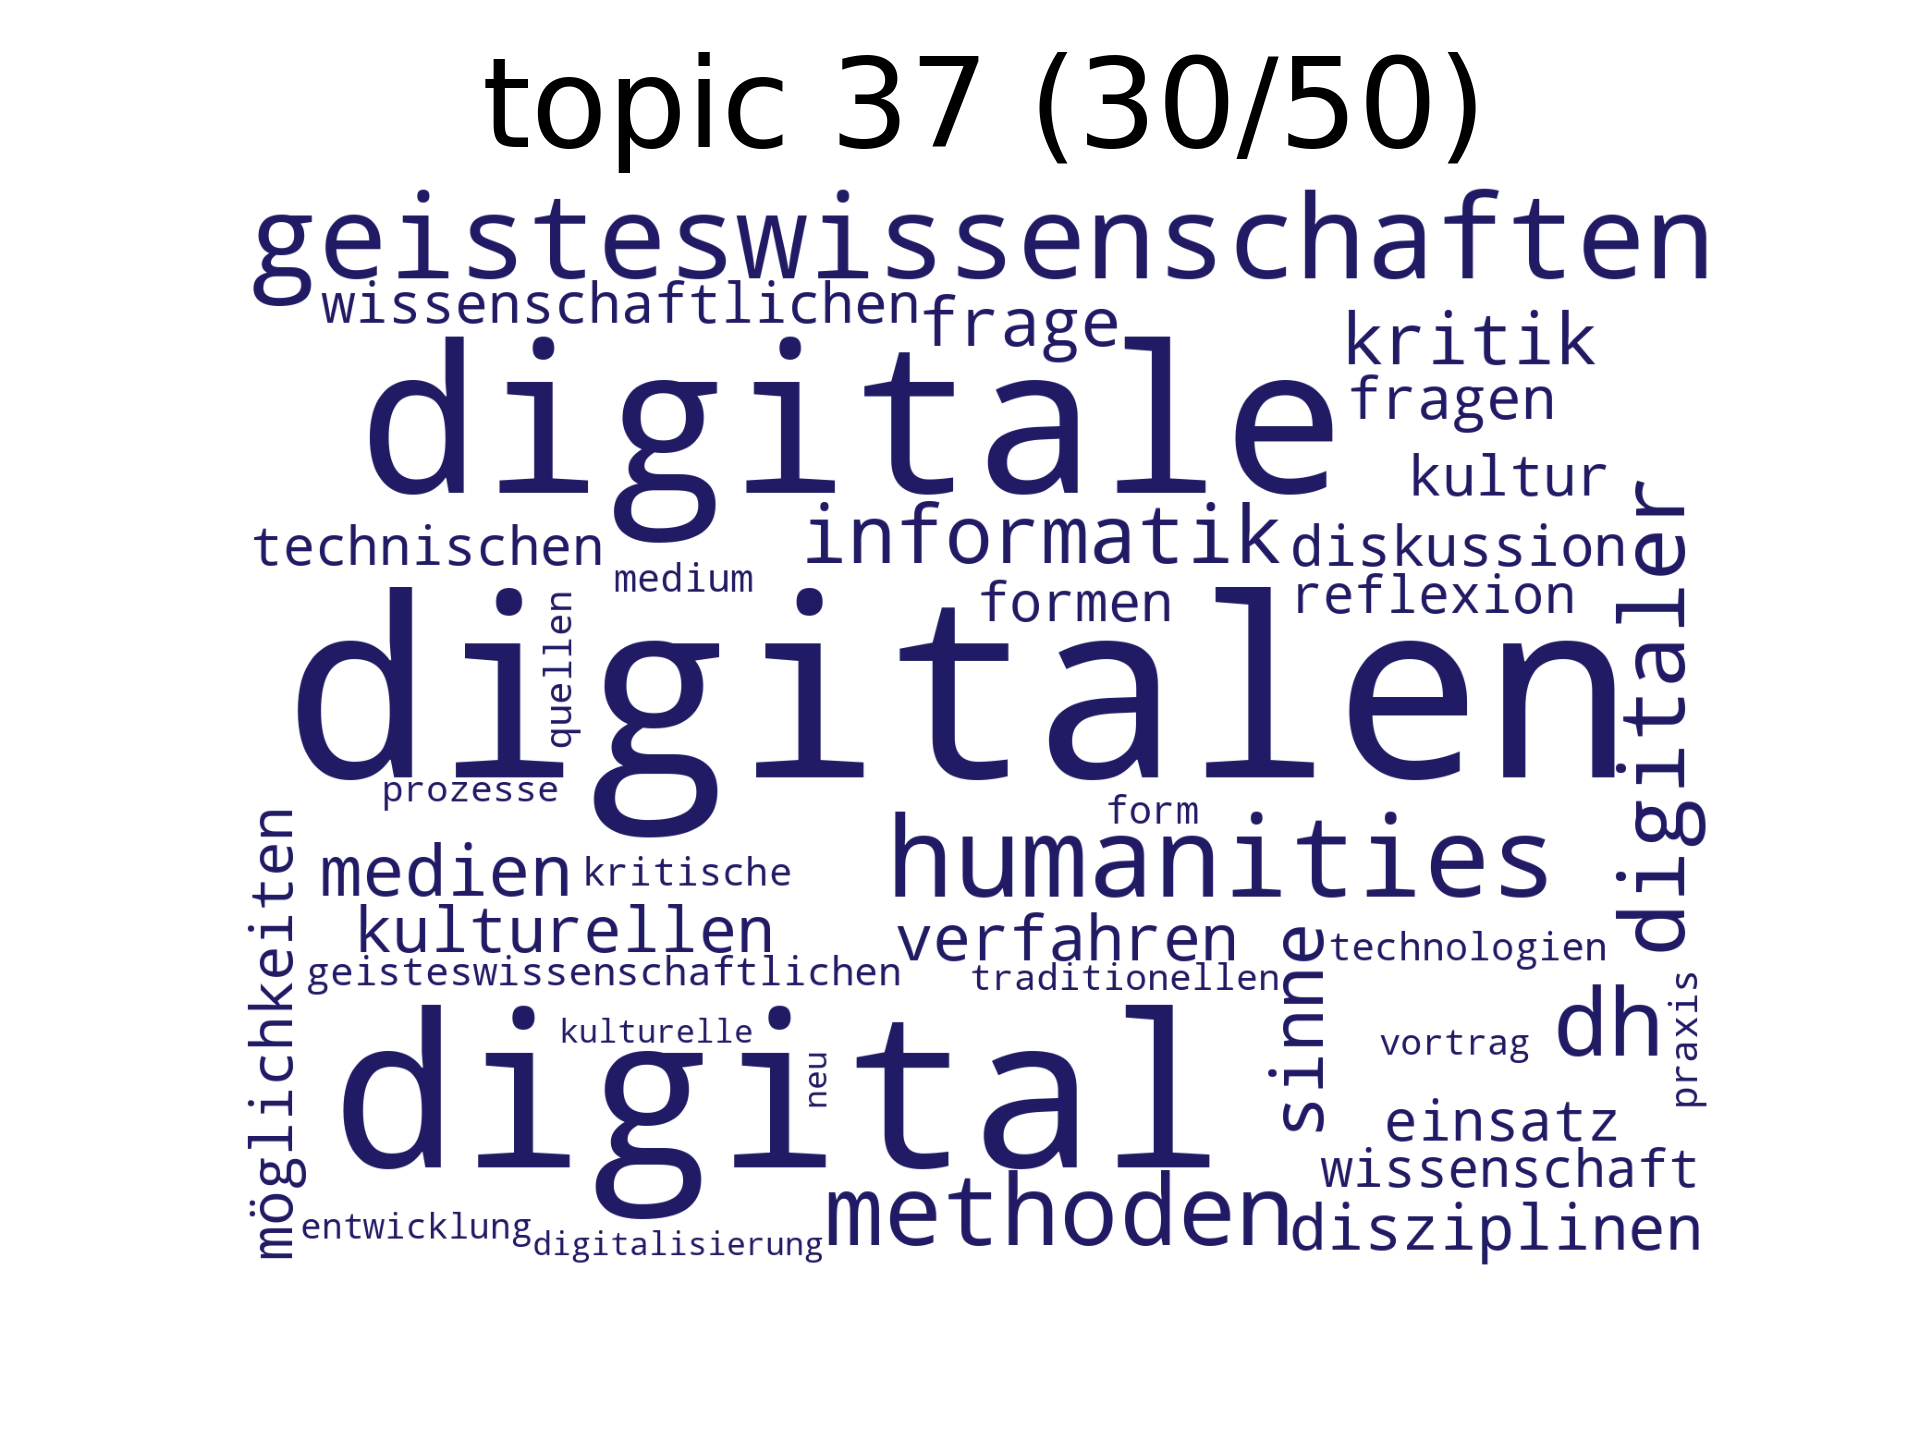 topic 37 (30/50)
geisteswissenschaften
wissenschaftlichen
frage
kritik
digitale
fragen
kultur
digitaler
technischen
informatik
diskussion
medium
formen
reflexion
digitalen
quellen
prozesse
form
möglichkeiten
medien
kritische
humanities
kulturellen
verfahren
sinne
technologien
geisteswissenschaftlichen
traditionellen
dh
praxis
kulturelle
digital
neu
vortrag
einsatz
wissenschaft
methoden
disziplinen
entwicklung
digitalisierung